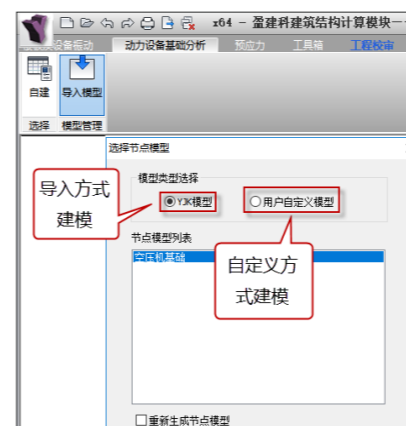 x64 - 盈建科建筑结构计算模块-
设备振动 动力设备基础分析 预应力 工具箱 工程校审
自建 导入模型
选择 模型管理
选择节点模型
模型类型选择
YJK模型 用户自定义模型
导入方式
建模
节点模型列表
空压机基础
自定义方
式建模
重新生成节点模型